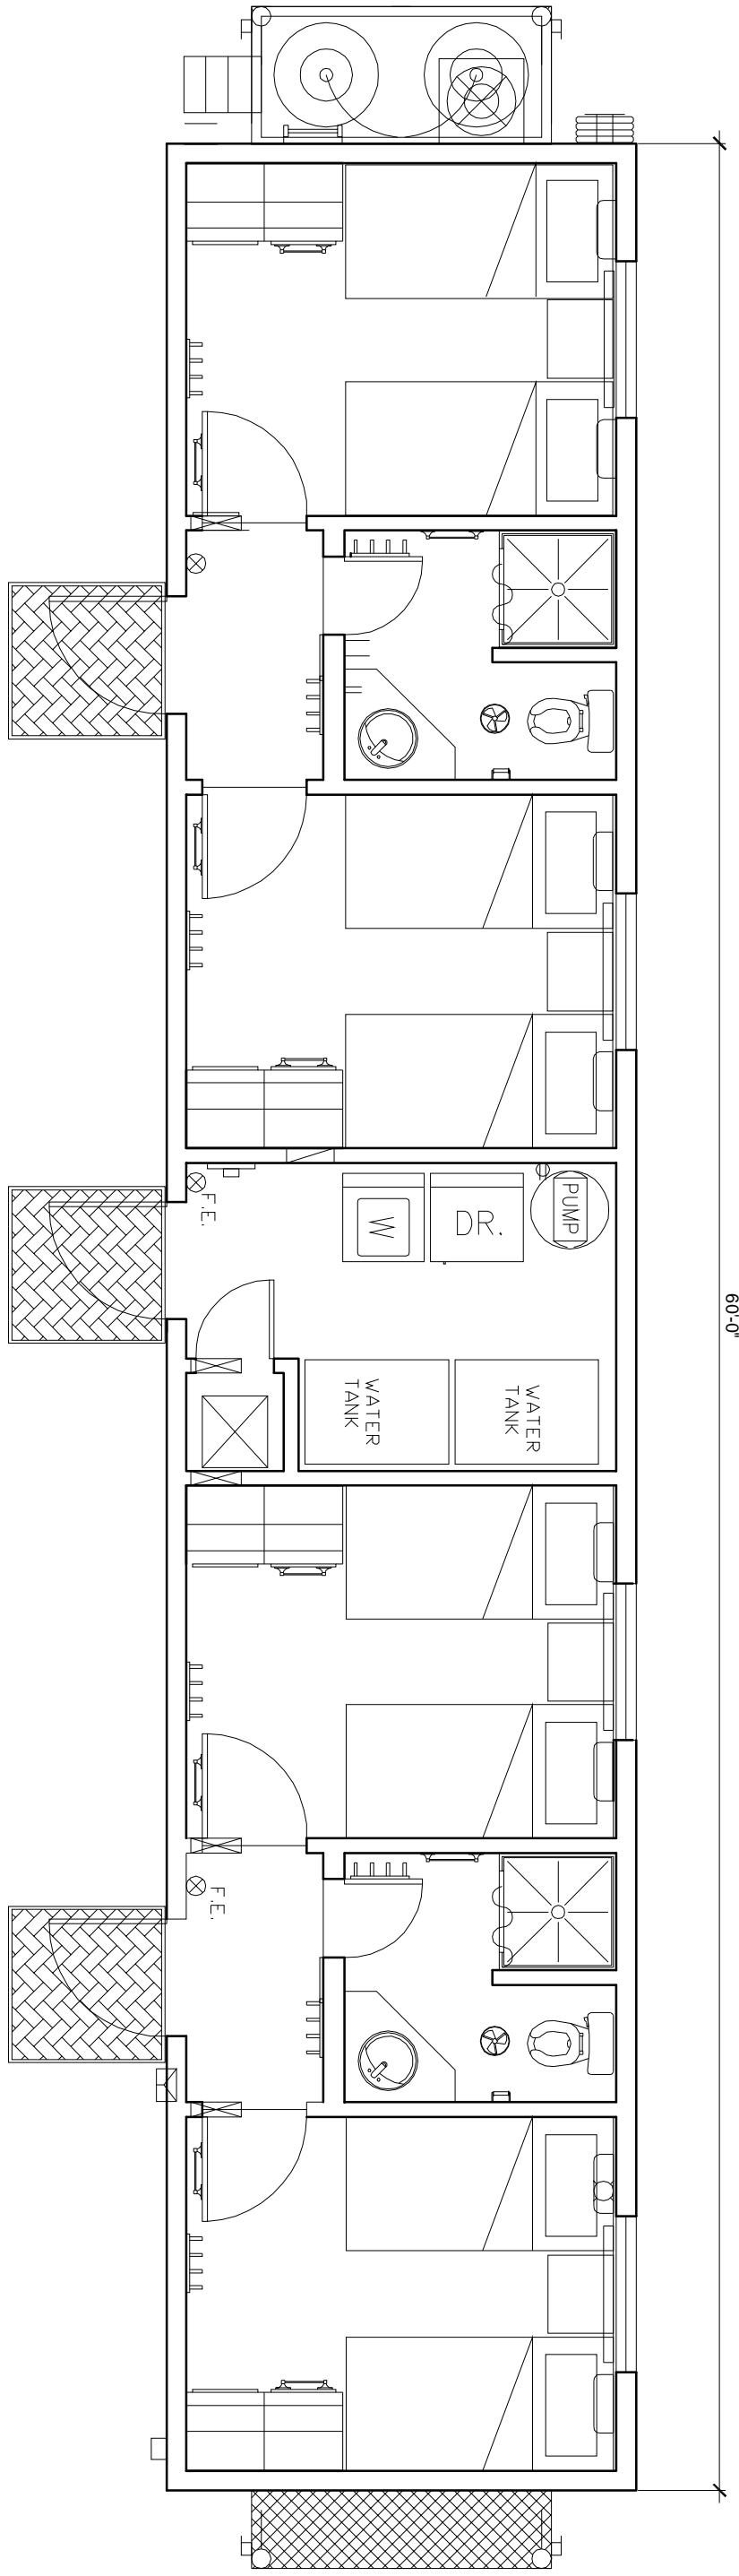 60'-0"
F.E.
W
DR.
PUMP
WATER
TANK
WATER
TANK
F.E.